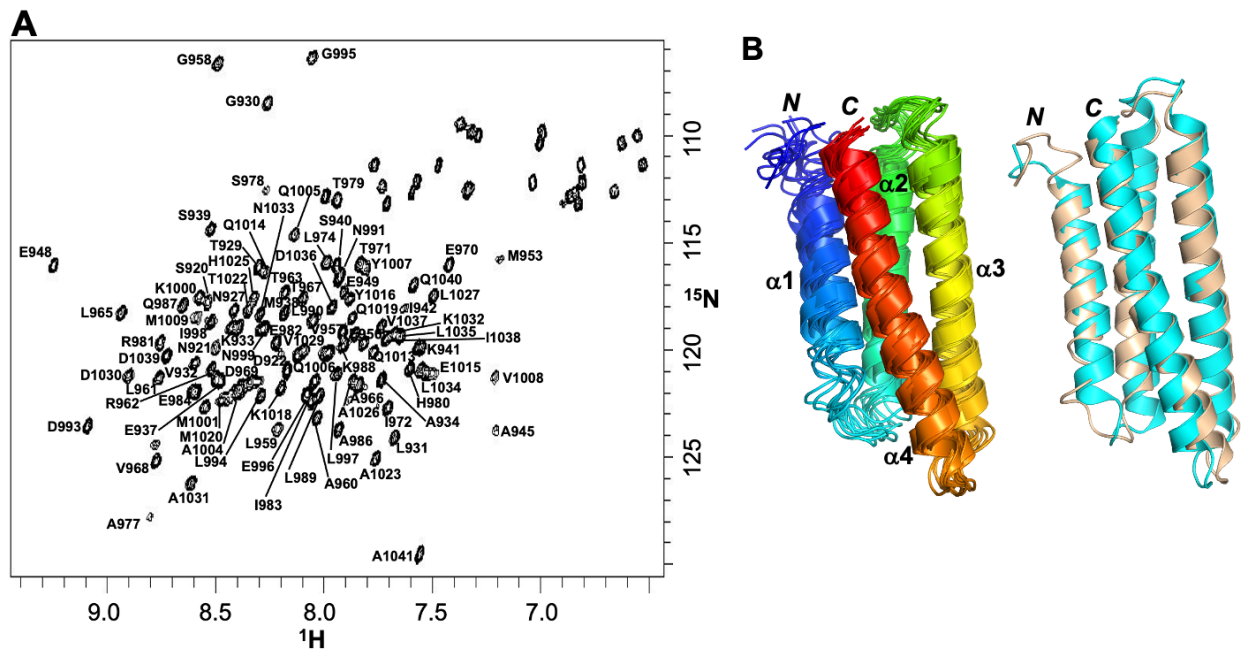 A
G958
G995
G930
S978
Q1005
T979
N1033
S939
Q1014
S940
N991
T929
L974
H1025
D1036
T971
Y1007
E970
M953
E948
S920
T1022
T963
E949
Q1040
K1000
N927
T967
Y1016
L1027
Q987
M938
L990
Q1019
I942
L965
M1009
V1037
K1032
I998
K933
E982
V957
L1035
I1038
R981
N921
N999
V1029
K941
D1039
V932
D922
Q1006
K988
Q1013
E1015
V1008
D1030
L961
D969
A966
L1034
H980
R962
E984
K1018
A1026
I972
A934
D993
E937
M1001
M1020
A1004
L959
A986
L931
A945
V968
L994
E996
L997
A1023
A1031
L989
A960
I983
A977
A1041
110
115
15N
120
125
9.0 8.5 8.0 7.5 7.0
1H
B
N C
α2
α1
α3
α4
N C